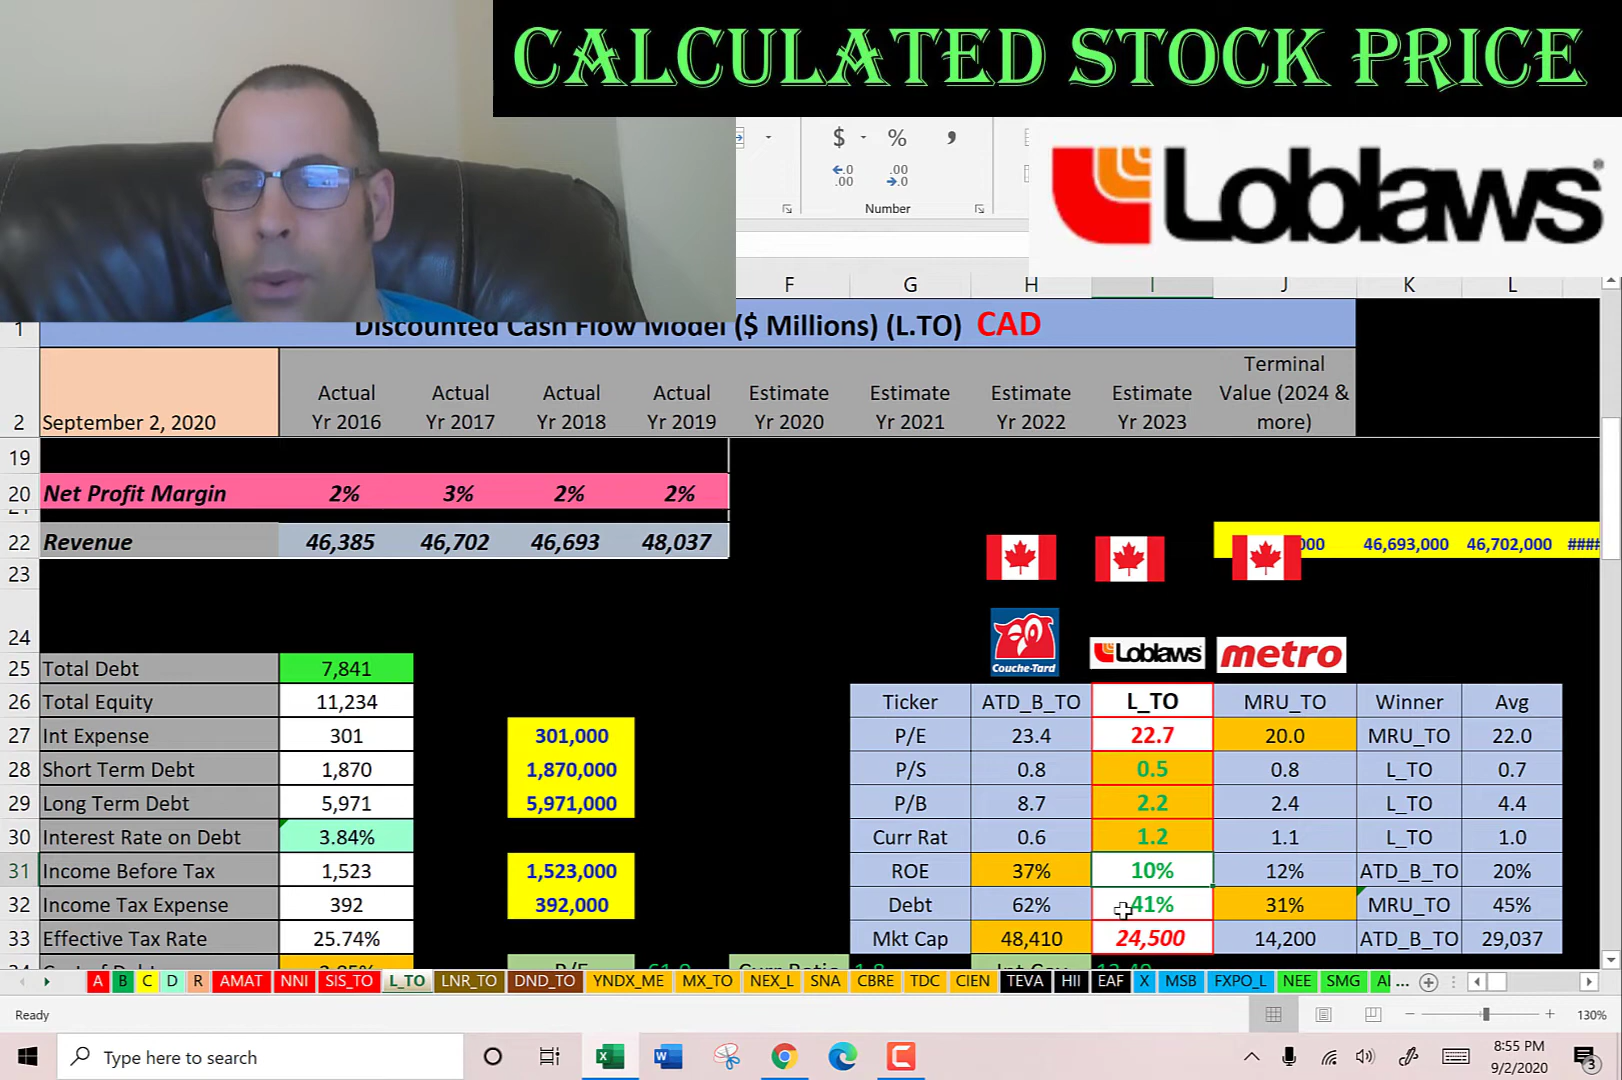 CALCULATED STOCK PRICE
$ % ,
Number
Loblaws
F G H I J K L
1 Discounted Cash Flow Model ($ Millions) (L.TO) CAD
2 September 2, 2020 Actual Yr 2016 Actual Yr 2017 Actual Yr 2018 Actual Yr 2019 Estimate Yr 2020 Estimate Yr 2021 Estimate Yr 2022 Estimate Yr 2023 Terminal Value (2024 & more)
19
20 Net Profit Margin 2% 3% 2% 2%
22 Revenue 46,385 46,702 46,693 48,037 46,693,000 46,702,000 ####
23
24 Couche-Tard Loblaws metro
25 Total Debt 7,841
26 Total Equity 11,234 Ticker ATD_B_TO L_TO MRU_TO Winner Avg
27 Int Expense 301 301,000 P/E 23.4 22.7 20.0 MRU_TO 22.0
28 Short Term Debt 1,870 1,870,000 P/S 0.8 0.5 0.8 L_TO 0.7
29 Long Term Debt 5,971 5,971,000 P/B 8.7 2.2 2.4 L_TO 4.4
30 Interest Rate on Debt 3.84% Curr Rat 0.6 1.2 1.1 L_TO 1.0
31 Income Before Tax 1,523 1,523,000 ROE 37% 10% 12% ATD_B_TO 20%
32 Income Tax Expense 392 392,000 Debt 62% 41% 31% MRU_TO 45%
33 Effective Tax Rate 25.74% Mkt Cap 48,410 24,500 14,200 ATD_B_TO 29,037
A B C D R AMAT NNI SIS_TO L_TO LNR_TO DND_TO YNDX_ME MX_TO NEX_L SNA CBRE TDC CIEN TEVA HII EAF X MSB FXPO_L NEE SMG ...
Ready 130%
Type here to search
8:55 PM
9/2/2020
3